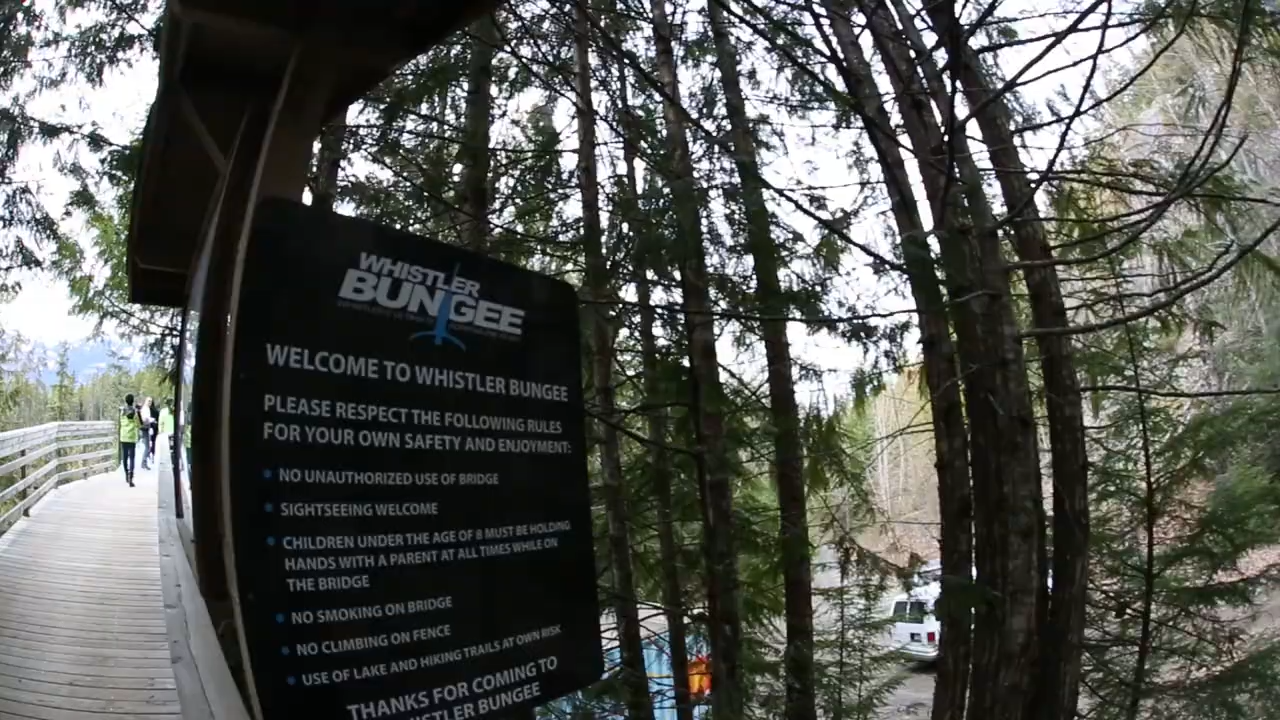 WHISTLER
BUNGEE
WELCOME TO WHISTLER BUNGEE
PLEASE RESPECT THE FOLLOWING RULES
FOR YOUR OWN SAFETY AND ENJOYMENT:
• NO UNAUTHORIZED USE OF BRIDGE
• SIGHTSEEING WELCOME
• CHILDREN UNDER THE AGE OF 8 MUST BE HOLDING
HANDS WITH A PARENT AT ALL TIMES WHILE ON
THE BRIDGE
• NO SMOKING ON BRIDGE
• NO CLIMBING ON FENCE
• USE OF LAKE AND HIKING TRAILS AT OWN RISK
THANKS FOR COMING TO
WHISTLER BUNGEE